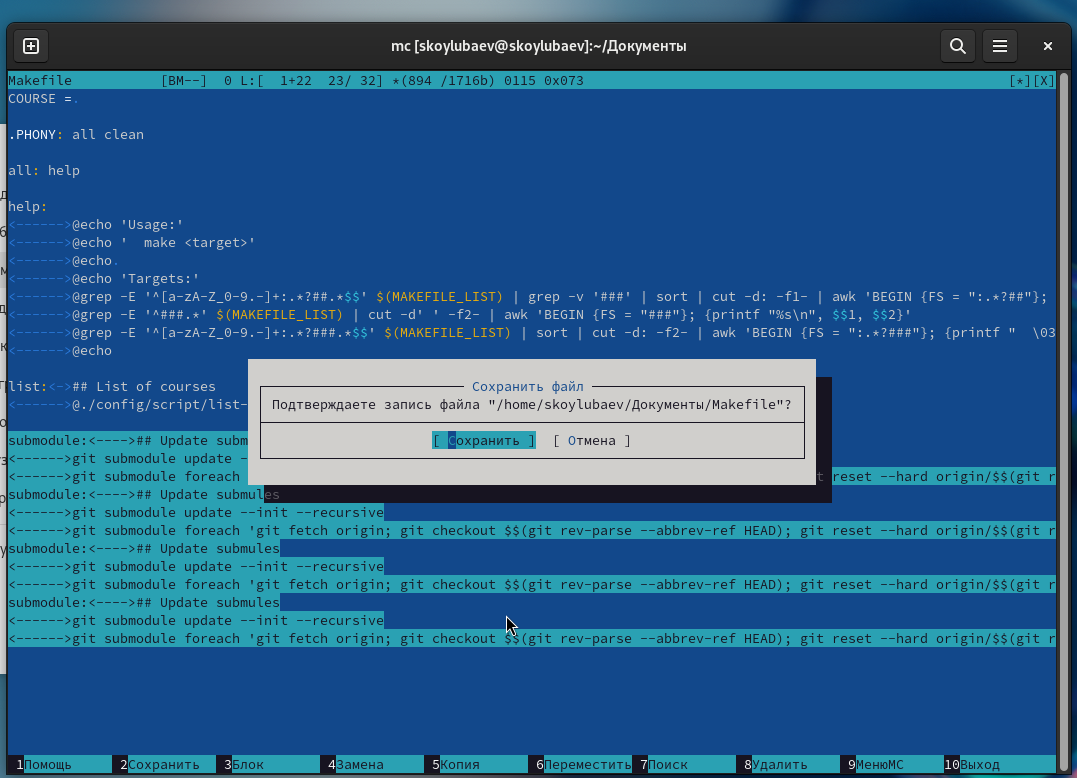 mc [skoylubaev@skoylubaev]:~/Документы
Makefile [BM--] 0 L:[ 1+22 23/ 32] *(894 /1716b) 0115 0x073 [*][X]
COURSE =.
.PHONY: all clean
all: help
help:
<------>@echo 'Usage:'
<------>@echo '  make <target>'
<------>@echo.
<------>@echo 'Targets:'
<------>@grep -E '^[a-zA-Z_0-9.-]+:.*?##.*$$' $(MAKEFILE_LIST) | grep -v '###' | sort | cut -d: -f1- | awk 'BEGIN {FS = ":.*?##"};
<------>@grep -E '^###.*' $(MAKEFILE_LIST) | cut -d' ' -f2- | awk 'BEGIN {FS = "###"}; {printf "%s\n", $$1, $$2}'
<------>@grep -E '^[a-zA-Z_0-9.-]+:.*?###.*$$' $(MAKEFILE_LIST) | sort | cut -d: -f2- | awk 'BEGIN {FS = ":.*?###"}; {printf "  \03
<------>@echo
list:<->## List of courses
<------>@./config/script/list-
Сохранить файл
Подтверждаете запись файла "/home/skoylubaev/Документы/Makefile"?
[ Сохранить ] [ Отмена ]
submodule:<---->## Update subm
<------>git submodule update -
<------>git submodule foreach t reset --hard origin/$$(git r
submodule:<---->## Update submules
<------>git submodule update --init --recursive
<------>git submodule foreach 'git fetch origin; git checkout $$(git rev-parse --abbrev-ref HEAD); git reset --hard origin/$$(git r
submodule:<---->## Update submules
<------>git submodule update --init --recursive
<------>git submodule foreach 'git fetch origin; git checkout $$(git rev-parse --abbrev-ref HEAD); git reset --hard origin/$$(git r
submodule:<---->## Update submules
<------>git submodule update --init --recursive
<------>git submodule foreach 'git fetch origin; git checkout $$(git rev-parse --abbrev-ref HEAD); git reset --hard origin/$$(git r
1Помощь 2Сохранить 3Блок 4Замена 5Копия 6Переместить 7Поиск 8Удалить 9МенюMC 10Выход